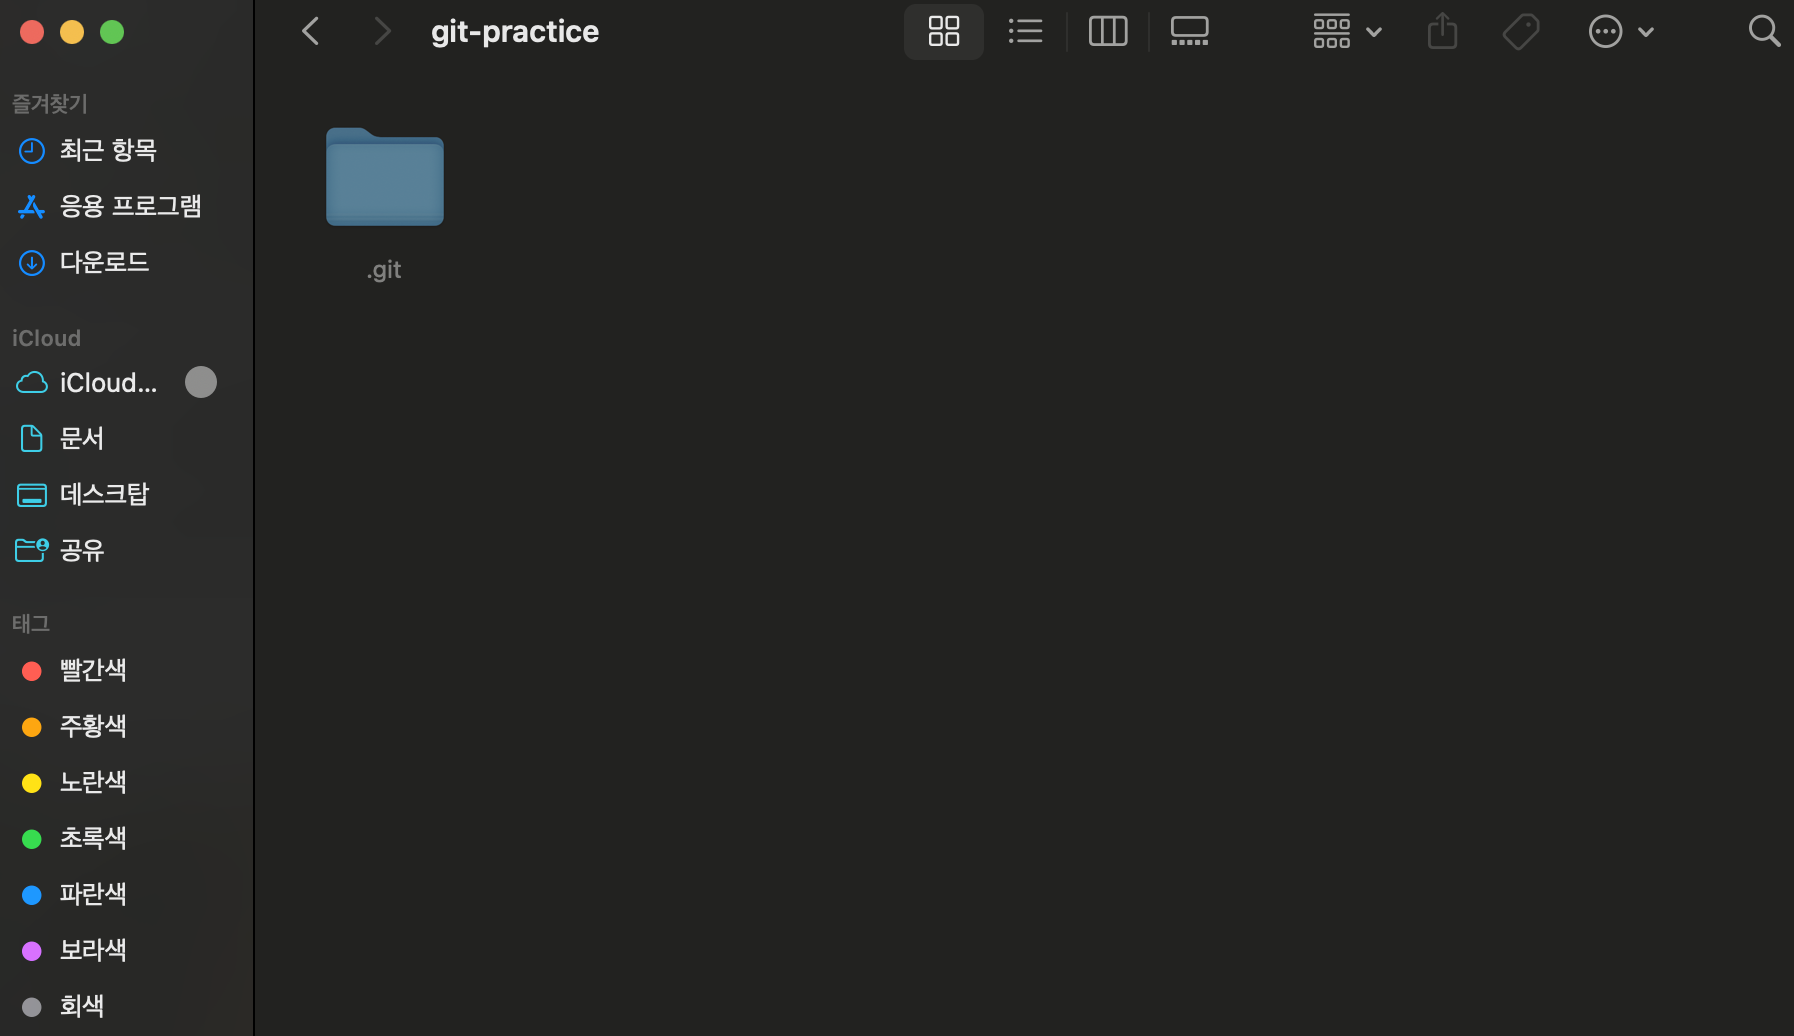 git-practice
즐겨찾기
최근 항목
응용 프로그램
다운로드
iCloud
iCloud...
문서
데스크탑
공유
태그
빨간색
주황색
노란색
초록색
파란색
보라색
회색
.git